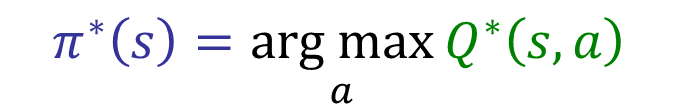 π*(s) = arg max Q*(s, a)
a